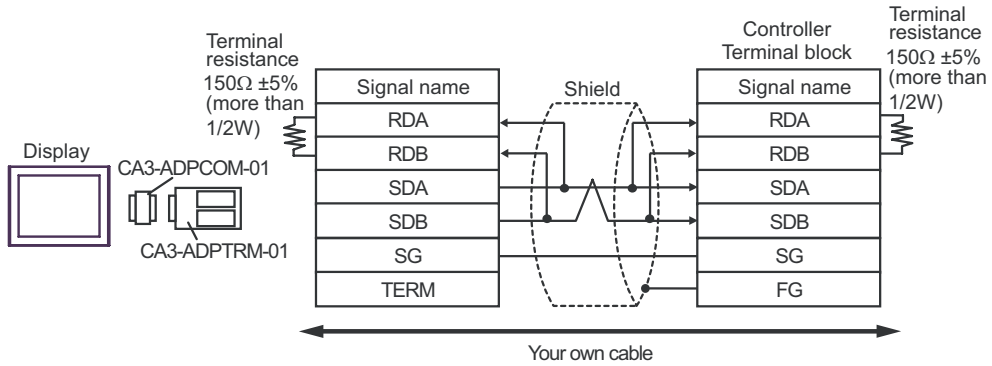 Terminal
resistance
150Ω ±5%
(more than
1/2W)
Display
CA3-ADPCOM-01
CA3-ADPTRM-01
Signal name
RDA
RDB
SDA
SDB
SG
TERM
Shield
Controller
Terminal block
Signal name
RDA
RDB
SDA
SDB
SG
FG
Terminal
resistance
150Ω ±5%
(more than
1/2W)
Your own cable